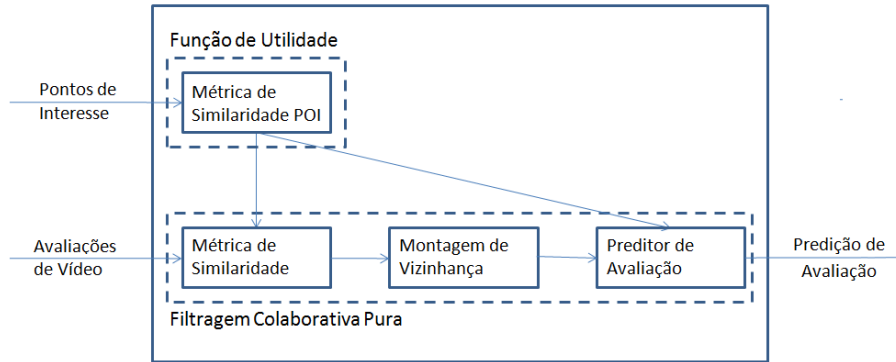 Função de Utilidade
Pontos de
Interesse
Métrica de
Similaridade POI
Avaliações
de Vídeo
Métrica de
Similaridade
Montagem de
Vizinhança
Preditor de
Avaliação
Predição de
Avaliação
Filtragem Colaborativa Pura